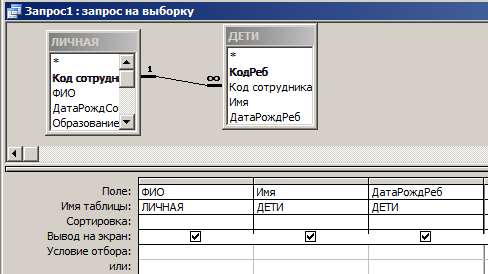 Запрос1 : запрос на выборку
ЛИЧНАЯ
*
Код сотрудн
ФИО
ДатаРождСо
Образование
1
∞
ДЕТИ
*
КодРеб
Код сотрудника
Имя
ДатаРождРеб
Поле: ФИО Имя ДатаРождРеб
Имя таблицы: ЛИЧНАЯ ДЕТИ ДЕТИ
Сортировка:
Вывод на экран:
Условие отбора:
или: